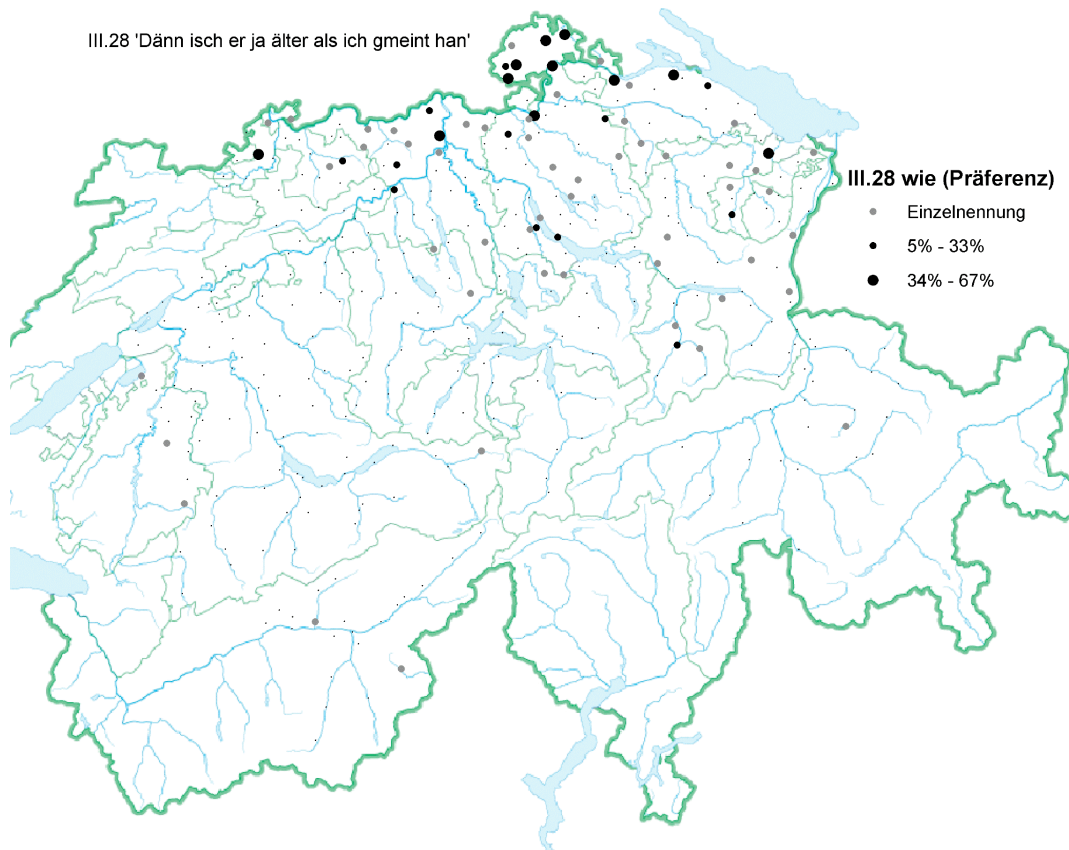 III.28 'Dänn isch er ja älter als ich gmeint han'
III.28 wie (Präferenz)
Einzelnennung
5% - 33%
34% - 67%